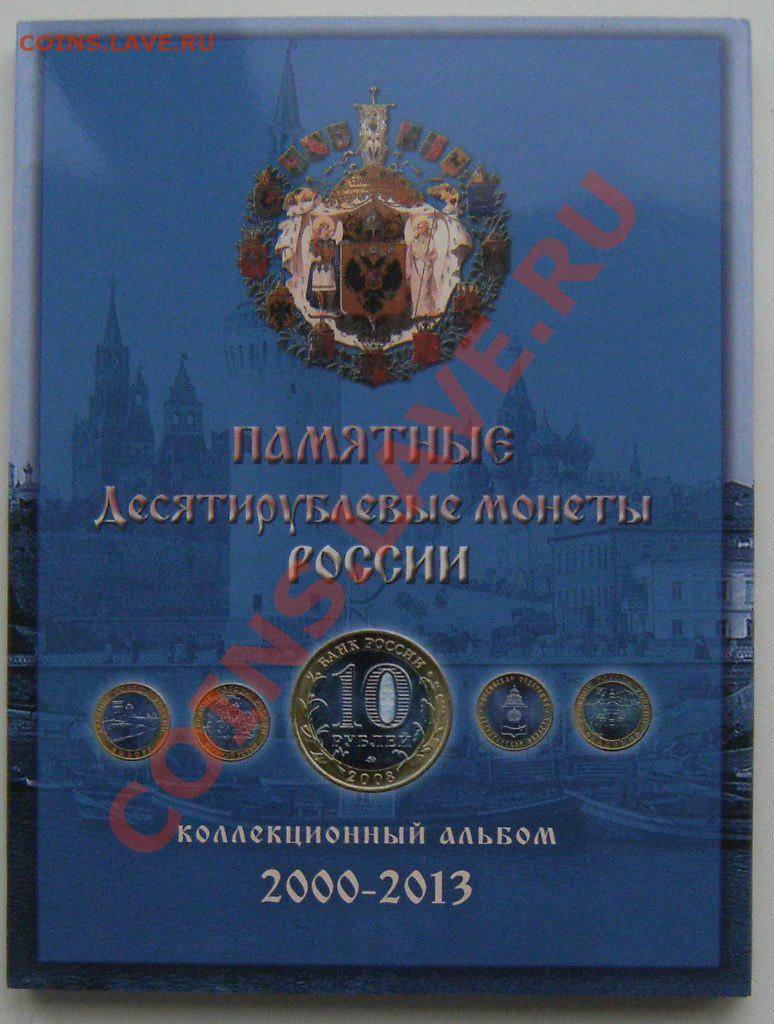 COINS.LAVE.RU
ПАМЯТНЫЕ
ДЕСЯТИРУБЛЕВЫЕ МОНЕТЫ
РОССИИ
БАНК РОССИИ
10
РУБЛЕЙ
2008
КОЛЛЕКЦИОННЫЙ АЛЬБОМ
2000-2013
COINS.LAVE.RU